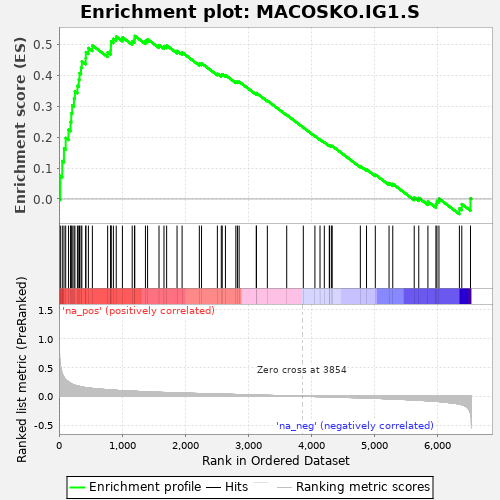 Enrichment plot: MACOSKO.IG1.S
Enrichment score (ES)
0.5
0.4
0.3
0.2
0.1
0.0
'na_pos' (positively correlated)
Ranked list metric (PreRanked)
1.5
1.0
0.5
0.0
-0.5
Zero cross at 3854
'na_neg' (negatively correlated)
0 1,000 2,000 3,000 4,000 5,000 6,000
Rank in Ordered Dataset
Enrichment profile Hits Ranking metric scores